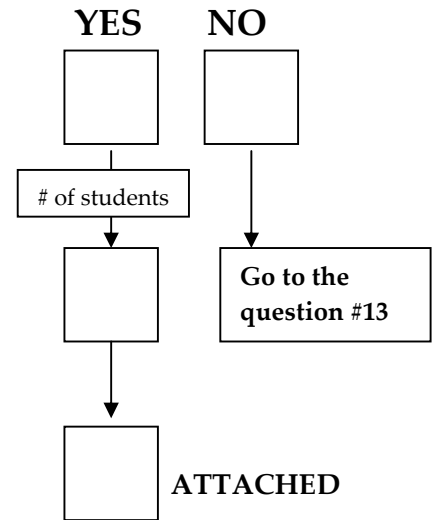 YES NO
# of students
Go to the
question #13
ATTACHED